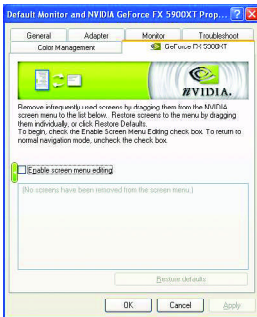 Default Monitor and NVIDIA GeForce FX 5900XT Prop...
General Adapter Monitor Troubleshoot
Color Management GeForce FX 5900XT
NVIDIA.
Remove infrequently used screens by dragging them from the NVIDIA
screen menu to the list below. Restore screens to the menu by dragging
them individually, or click Restore Defaults.
To begin, check the Enable Screen Menu Editing check box. To return to
normal navigation mode, uncheck the check box.
Enable screen menu editing
(No screens have been removed from the screen menu.)
Restore defaults
OK Cancel Apply